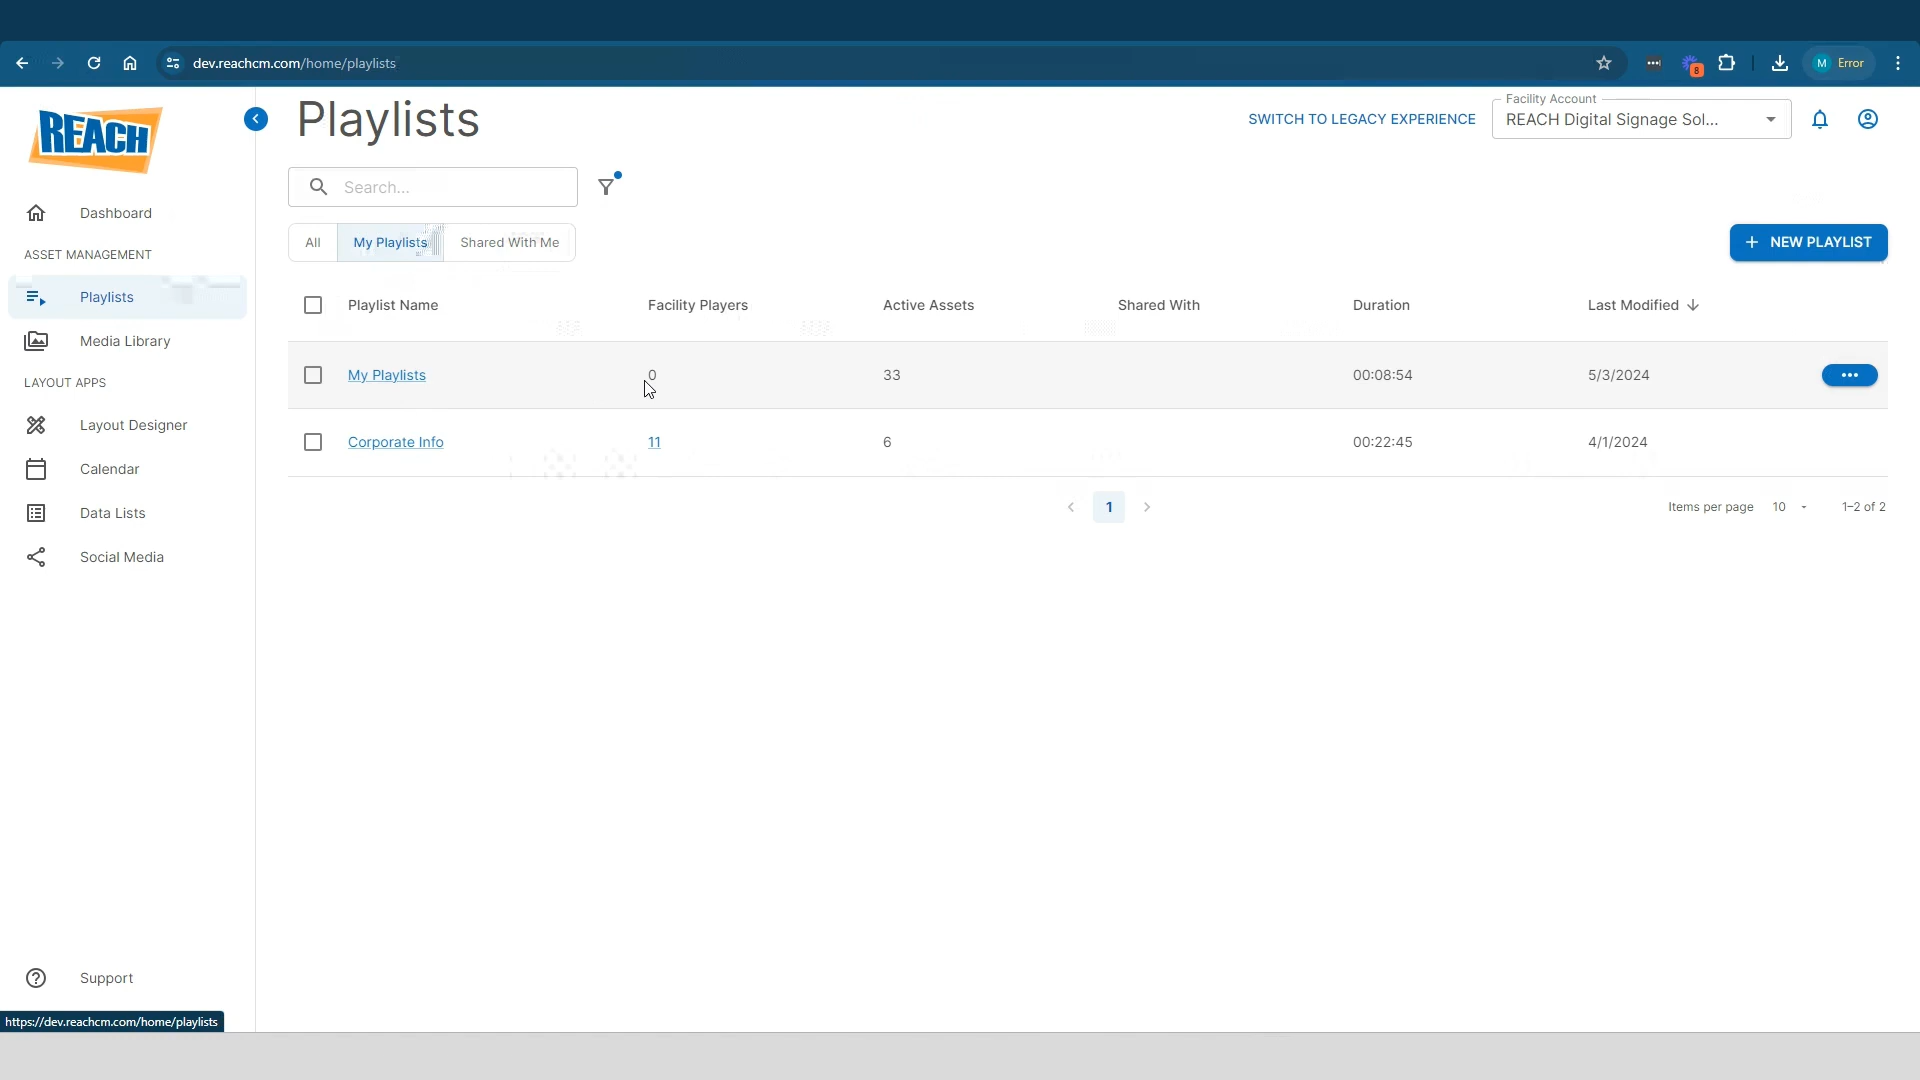 dev.reachcm.com/home/playlists
8
M Error
REACH
Playlists
SWITCH TO LEGACY EXPERIENCE
Facility Account
REACH Digital Signage Sol...
Search...
All
My Playlists
Shared With Me
+ NEW PLAYLIST
Dashboard
ASSET MANAGEMENT
Playlists
Media Library
LAYOUT APPS
Layout Designer
Calendar
Data Lists
Social Media
Support
Playlist Name Facility Players Active Assets Shared With Duration Last Modified
My Playlists 0 33 00:08:54 5/3/2024
Corporate Info 11 6 00:22:45 4/1/2024
1
Items per page 10 1-2 of 2
https://dev.reachcm.com/home/playlists